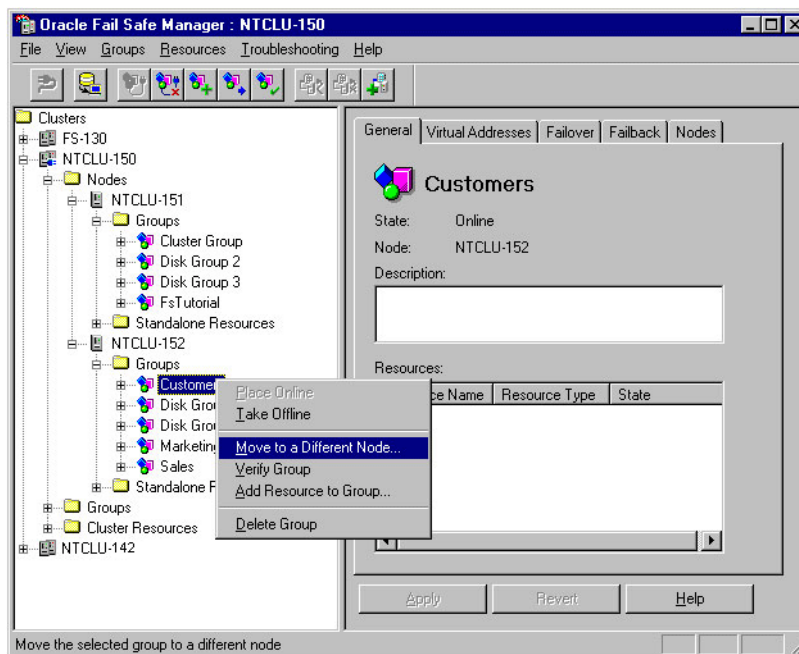 Oracle Fail Safe Manager : NTCLU-150
File View Groups Resources Troubleshooting Help
Clusters
FS-130
NTCLU-150
Nodes
NTCLU-151
Groups
Cluster Group
Disk Group 2
Disk Group 3
FsTutorial
Standalone Resources
NTCLU-152
Groups
Customer
Disk Grou
Disk Grou
Marketing
Sales
Standalone
Groups
Cluster Resources
NTCLU-142
Place Online
Take Offline
Move to a Different Node...
Verify Group
Add Resource to Group...
Delete Group
General Virtual Addresses Failover Failback Nodes
Customers
State: Online
Node: NTCLU-152
Description:
Resources:
ce Name Resource Type State
Apply Revert Help
Move the selected group to a different node